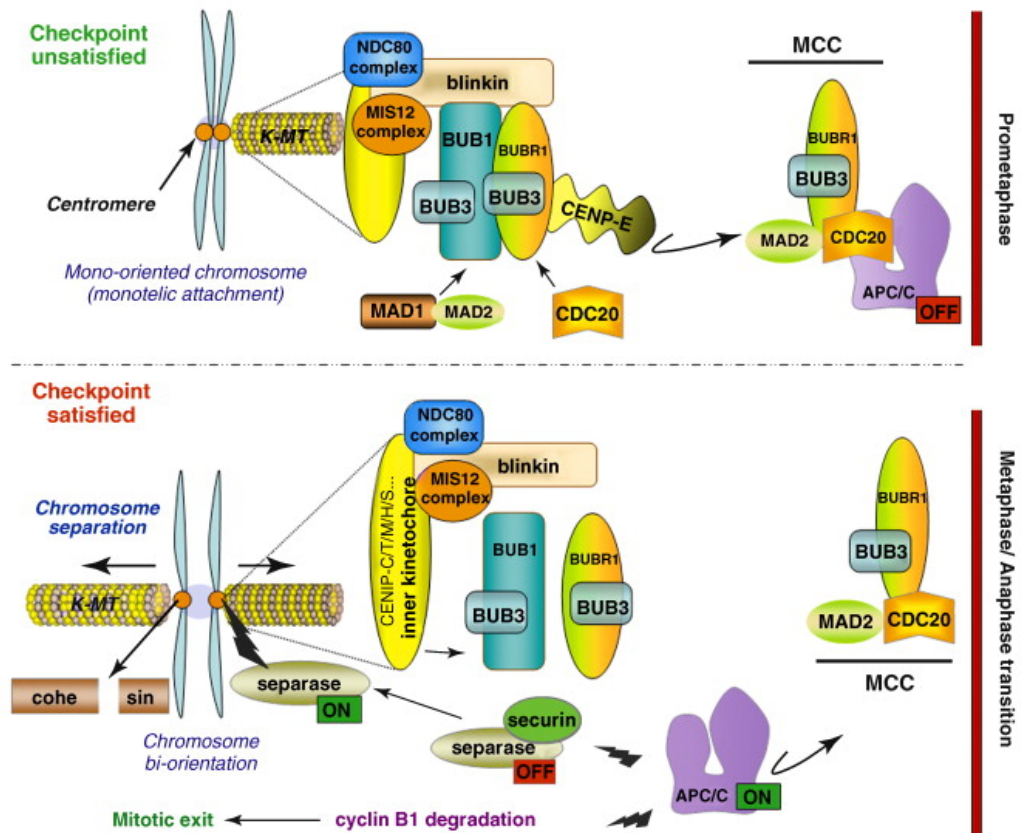 Checkpoint
unsatisfied
NDC80
complex
blinkin
MIS12
complex
K-MT
BUB1
BUBR1
BUB3
BUB3
CENP-E
Centromere
Mono-oriented chromosome
(monotelic attachment)
MAD1
MAD2
CDC20
MCC
BUBR1
BUB3
MAD2
CDC20
APC/C
OFF
Prometaphase
Checkpoint
satisfied
NDC80
complex
blinkin
MIS12
complex
CENIP-C/T/M/H/S...
inner kinetochore
Chromosome
separation
K-MT
BUB1
BUBR1
BUB3
BUB3
cohe
sin
separase
ON
Chromosome
bi-orientation
securin
separase
OFF
APC/C
ON
Mitotic exit
cyclin B1 degradation
BUBR1
BUB3
MAD2
CDC20
MCC
Metaphase/ Anaphase transition